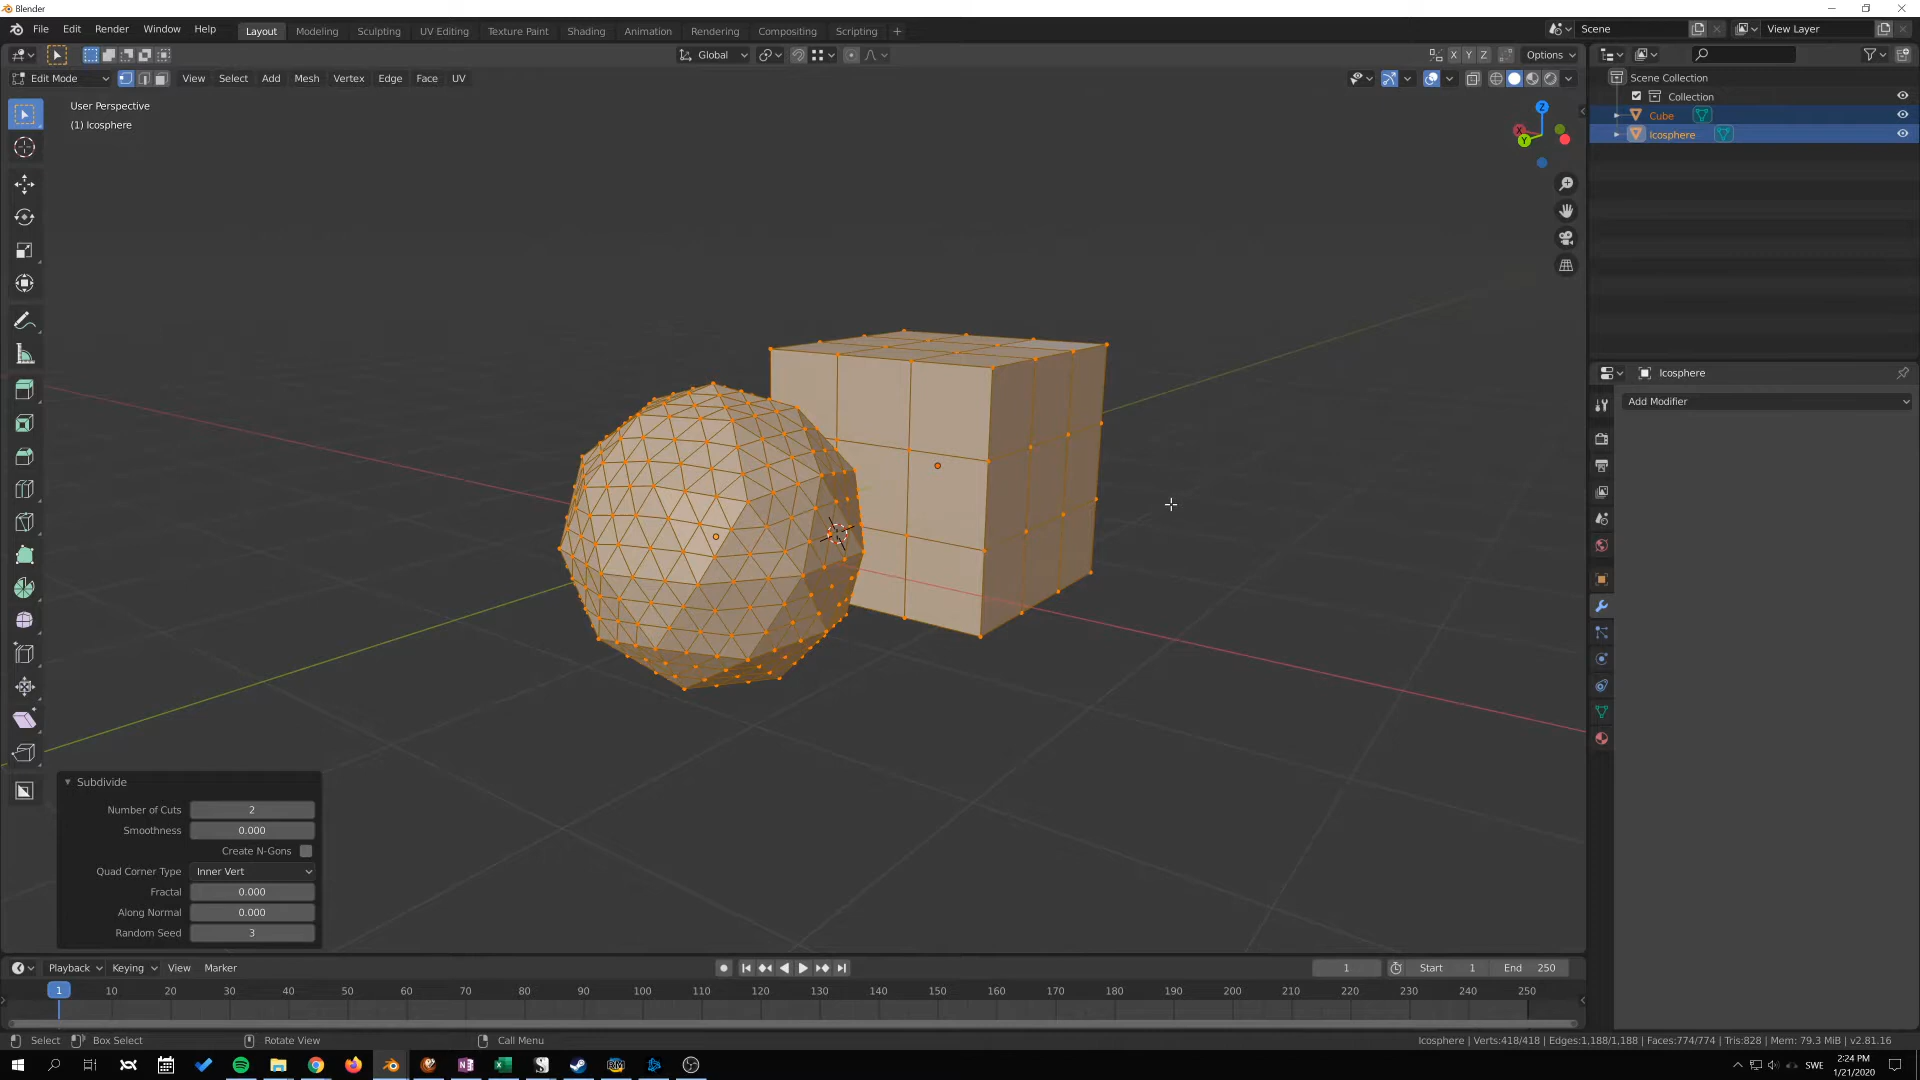 Blender
File Edit Render Window Help Layout Modeling Sculpting UV Editing Texture Paint Shading Animation Rendering Compositing Scripting + Scene View Layer
Global X Y Z Options
Edit Mode View Select Add Mesh Vertex Edge Face UV
Scene Collection
Collection
Cube
Icosphere
User Perspective
(1) Icosphere
Z
X
Y
Icosphere
Add Modifier
Subdivide
Number of Cuts 2
Smoothness 0.000
Create N-Gons
Quad Corner Type Inner Vert
Fractal 0.000
Along Normal 0.000
Random Seed 3
Playback Keying View Marker 1 Start 1 End 250
1 10 20 30 40 50 60 70 80 90 100 110 120 130 140 150 160 170 180 190 200 210 220 230 240 250
Select Box Select Rotate View Call Menu Icosphere | Verts:418/418 | Edges:1,188/1,188 | Faces:774/774 | Tris:828 | Mem: 79.3 MiB | v2.81.16
SWE 2:24 PM
1/21/2020